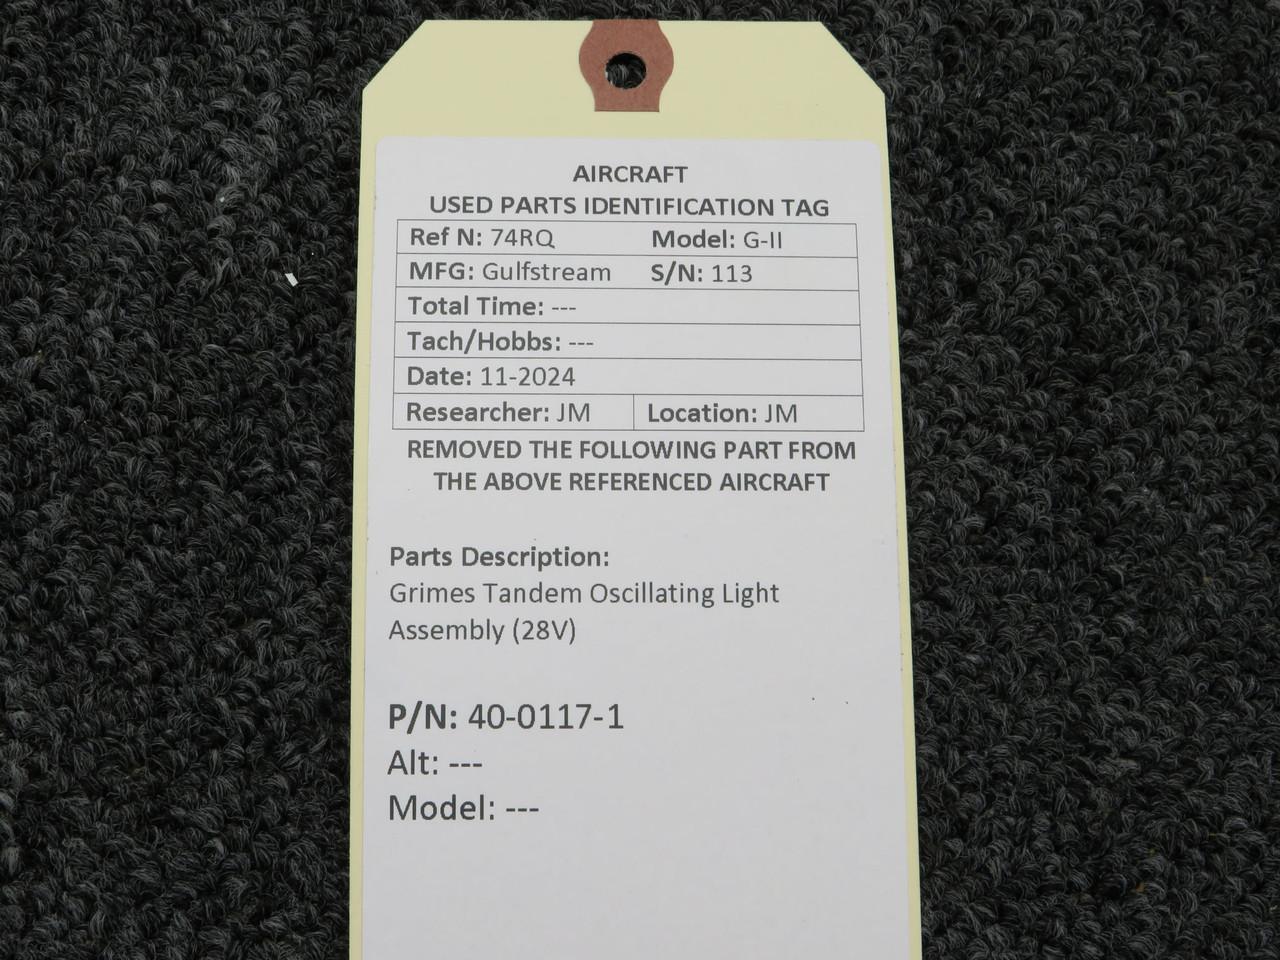 AIRCRAFT
USED PARTS IDENTIFICATION TAG
Ref N: 74RQ Model: G-II
MFG: Gulfstream S/N: 113
Total Time: ---
Tach/Hobbs: ---
Date: 11-2024
Researcher: JM Location: JM
REMOVED THE FOLLOWING PART FROM
THE ABOVE REFERENCED AIRCRAFT
Parts Description:
Grimes Tandem Oscillating Light
Assembly (28V)
P/N: 40-0117-1
Alt: ---
Model: ---